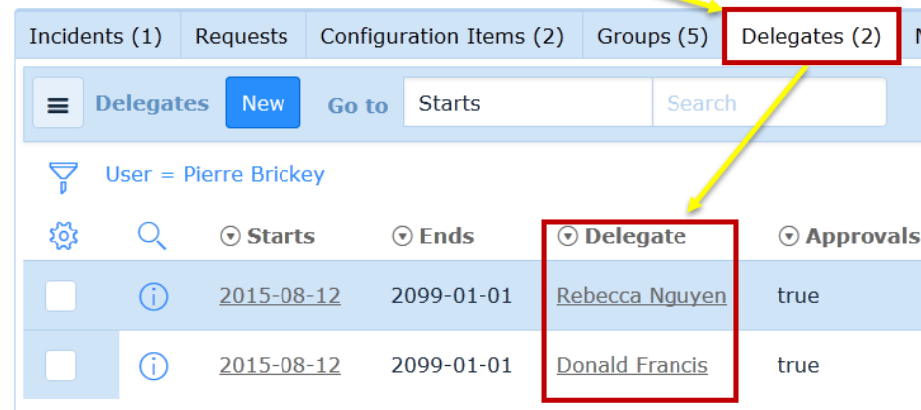 Incidents (1) Requests Configuration Items (2) Groups (5) Delegates (2)
Delegates New Go to Starts Search
User = Pierre Brickey
Starts Ends Delegate Approvals
2015-08-12 2099-01-01 Rebecca Nguyen true
2015-08-12 2099-01-01 Donald Francis true